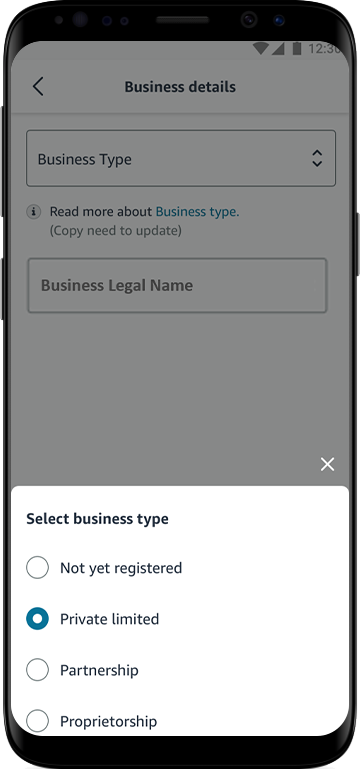 12:30
Business details
Business Type
Read more about Business type.
(Copy need to update)
Business Legal Name
Select business type
Not yet registered
Private limited
Partnership
Proprietorship